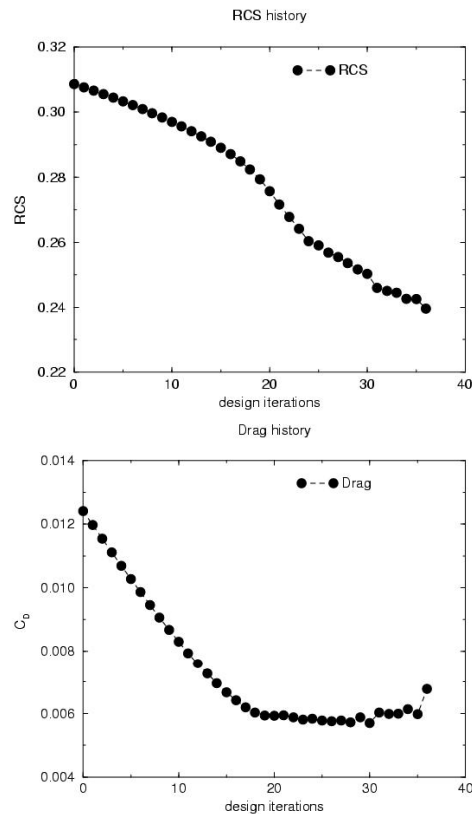 RCS history
0.32
RCS
0.30
0.28
RCS
0.26
0.24
0.22
0 10 20 30 40
design iterations
Drag history
0.014
Drag
0.012
0.010
C_D
0.008
0.006
0.004
0 10 20 30 40
design iterations